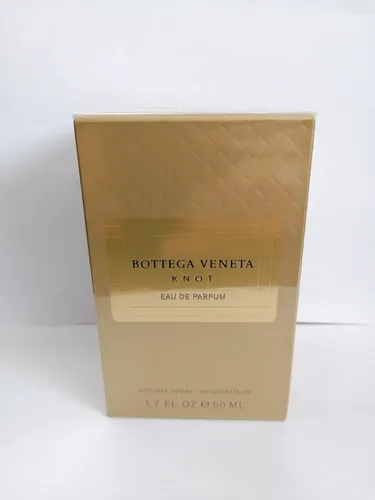 BOTTEGA VENETA
KNOT
EAU DE PARFUM
NATURAL SPRAY VAPORISATEUR
1.7 FL OZ ℮ 50 ML